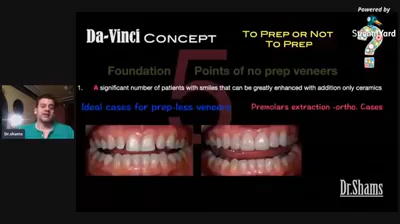 Powered by
StreamYard
Da-Vinci CONCEPT
TO PREP OR NOT
TO PREP
?
5
Foundation Points of no prep veneers
1. A significant number of patients with smiles that can be greatly enhanced with addition only ceramics
Ideal cases for prep-less veneers
Premolars extraction -ortho. Cases
Dr.shams
Dr.Shams